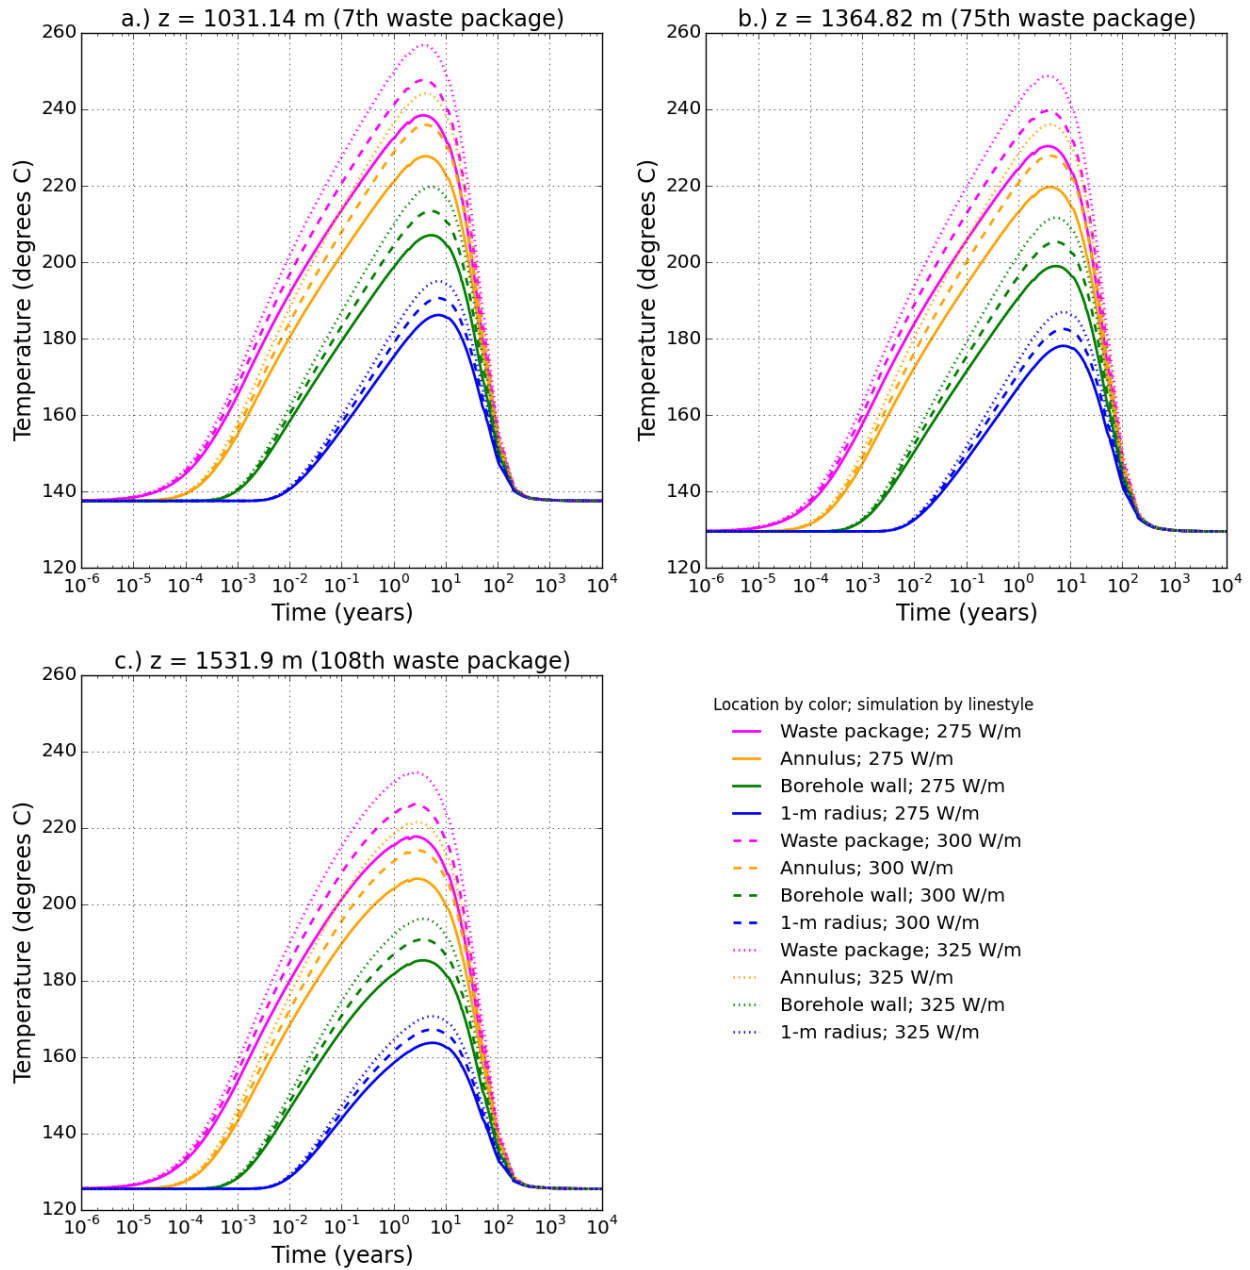 a.) z = 1031.14 m (7th waste package)
260
240
220
200
180
160
140
120
Temperature (degrees C)
10⁻⁶ 10⁻⁵ 10⁻⁴ 10⁻³ 10⁻² 10⁻¹ 10⁰ 10¹ 10² 10³ 10⁴
Time (years)
b.) z = 1364.82 m (75th waste package)
260
240
220
200
180
160
140
120
Temperature (degrees C)
10⁻⁶ 10⁻⁵ 10⁻⁴ 10⁻³ 10⁻² 10⁻¹ 10⁰ 10¹ 10² 10³ 10⁴
Time (years)
c.) z = 1531.9 m (108th waste package)
260
240
220
200
180
160
140
120
Temperature (degrees C)
10⁻⁶ 10⁻⁵ 10⁻⁴ 10⁻³ 10⁻² 10⁻¹ 10⁰ 10¹ 10² 10³ 10⁴
Time (years)
Location by color; simulation by linestyle
Waste package; 275 W/m
Annulus; 275 W/m
Borehole wall; 275 W/m
1-m radius; 275 W/m
Waste package; 300 W/m
Annulus; 300 W/m
Borehole wall; 300 W/m
1-m radius; 300 W/m
Waste package; 325 W/m
Annulus; 325 W/m
Borehole wall; 325 W/m
1-m radius; 325 W/m